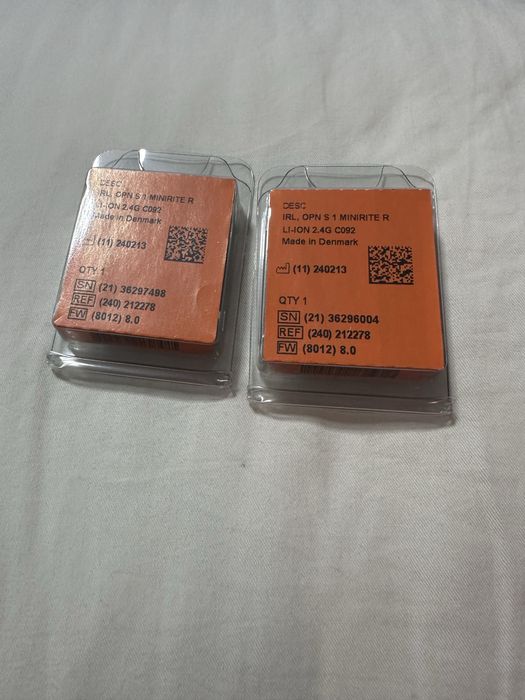 DESC
IRL, OPN S 1 MINIRITE R
LI-ION 2.4G C092
Made in Denmark
(11) 240213
QTY 1
SN (21) 36297498
REF (240) 212278
FW (8012) 8.0
DESC
IRL, OPN S 1 MINIRITE R
LI-ION 2.4G C092
Made in Denmark
(11) 240213
QTY 1
SN (21) 36296004
REF (240) 212278
FW (8012) 8.0